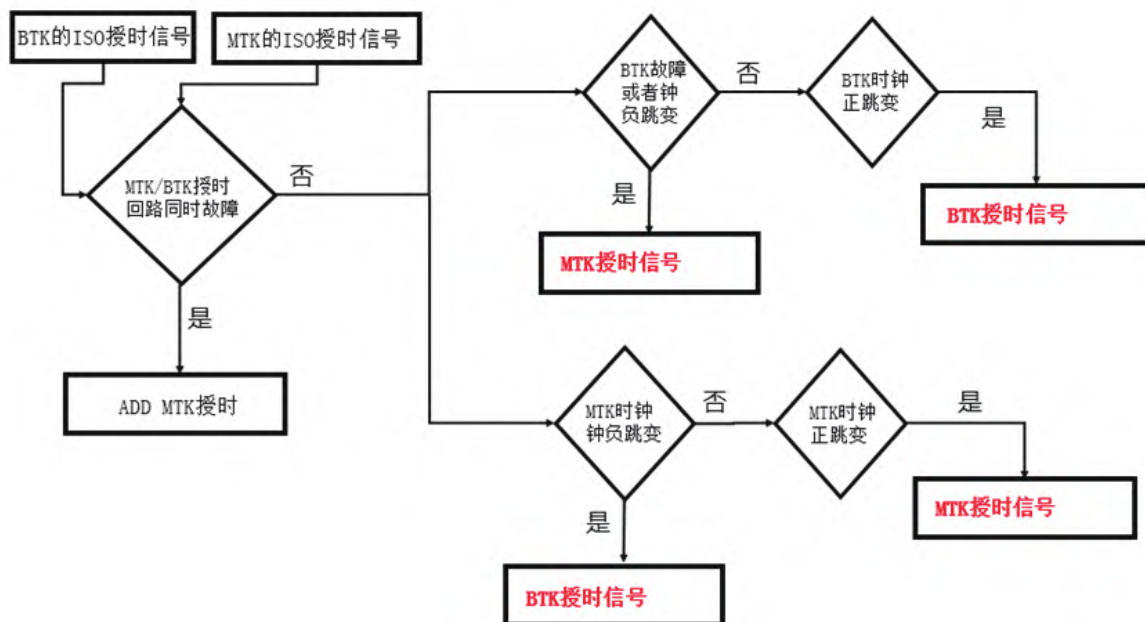 BTK的ISO授时信号
MTK的ISO授时信号
MTK/BTK授时
回路同时故障
否
是
ADD MTK授时
BTK故障
或者钟
负跳变
否
BTK时钟
正跳变
是
是
MTK授时信号
BTK授时信号
MTK时钟
钟负跳变
否
MTK时钟
正跳变
是
是
MTK授时信号
BTK授时信号